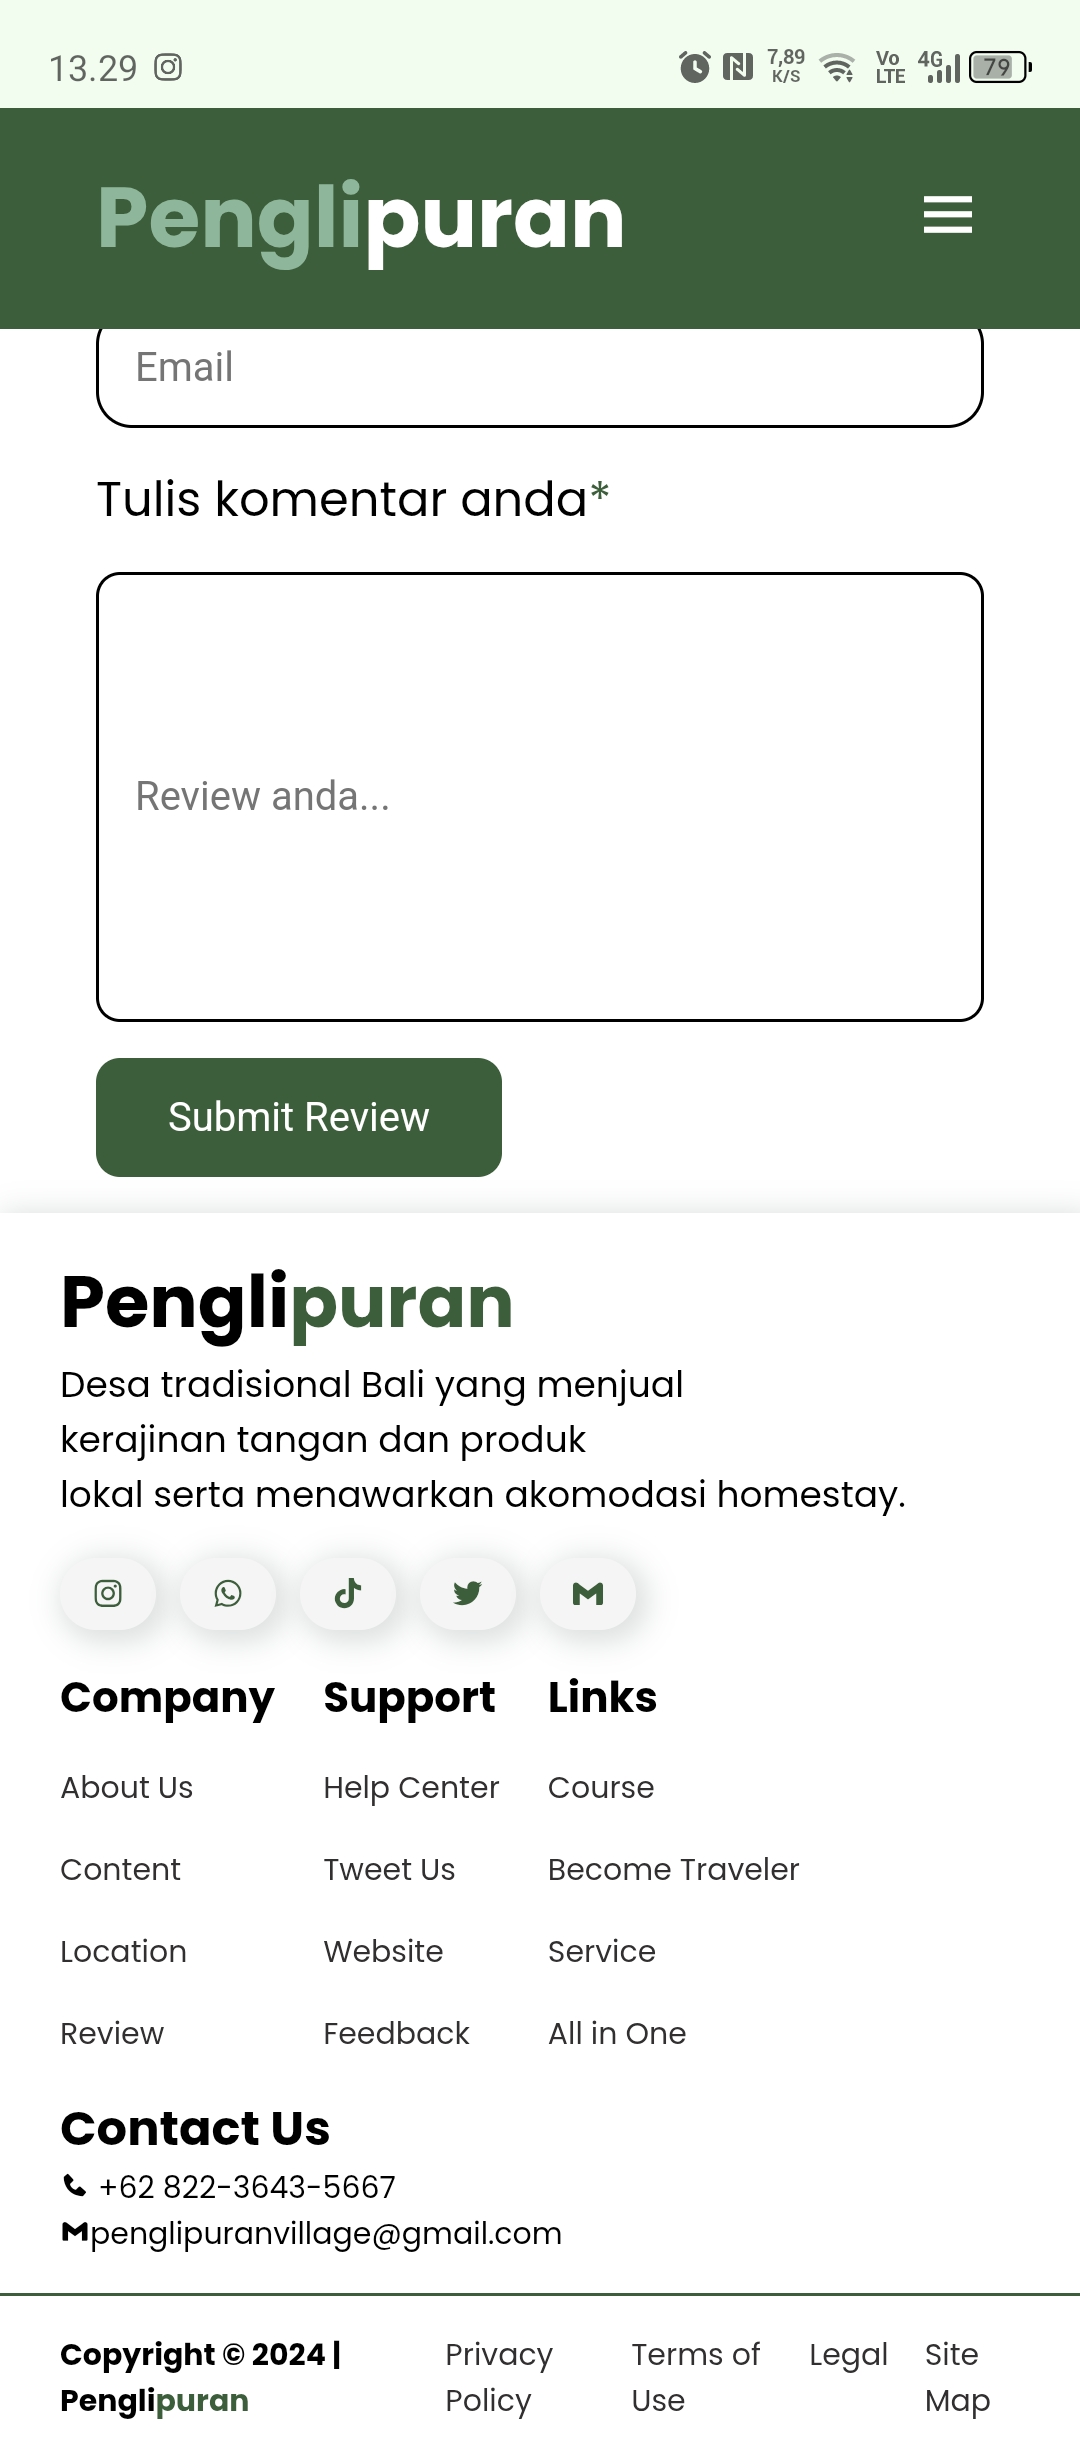 13.29 7,89 K/S Vo LTE 4G 79
Penglipuran
Email
Tulis komentar anda*
Review anda...
Submit Review
Penglipuran
Desa tradisional Bali yang menjual
kerajinan tangan dan produk
lokal serta menawarkan akomodasi homestay.
Company Support Links
About Us Help Center Course
Content Tweet Us Become Traveler
Location Website Service
Review Feedback All in One
Contact Us
+62 822-3643-5667
penglipuranvillage@gmail.com
Copyright © 2024 | Privacy Terms of Legal Site
Penglipuran Policy Use Map